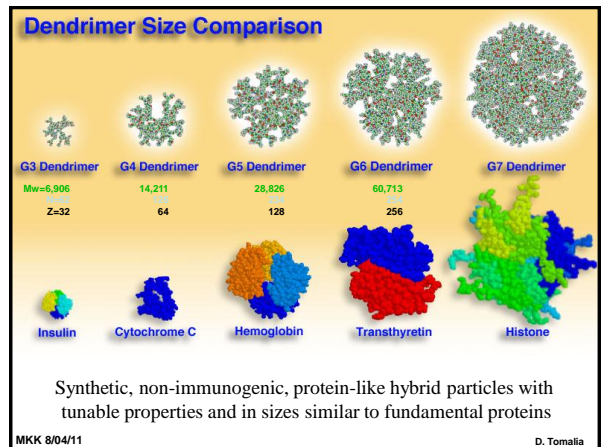 Dendrimer Size Comparison
G3 Dendrimer G4 Dendrimer G5 Dendrimer G6 Dendrimer G7 Dendrimer
Mw=6,906 14,211 28,826 60,713
Z=32 64 128 256
Insulin Cytochrome C Hemoglobin Transthyretin Histone
Synthetic, non-immunogenic, protein-like hybrid particles with
tunable properties and in sizes similar to fundamental proteins
MKK 8/04/11 D. Tomalia